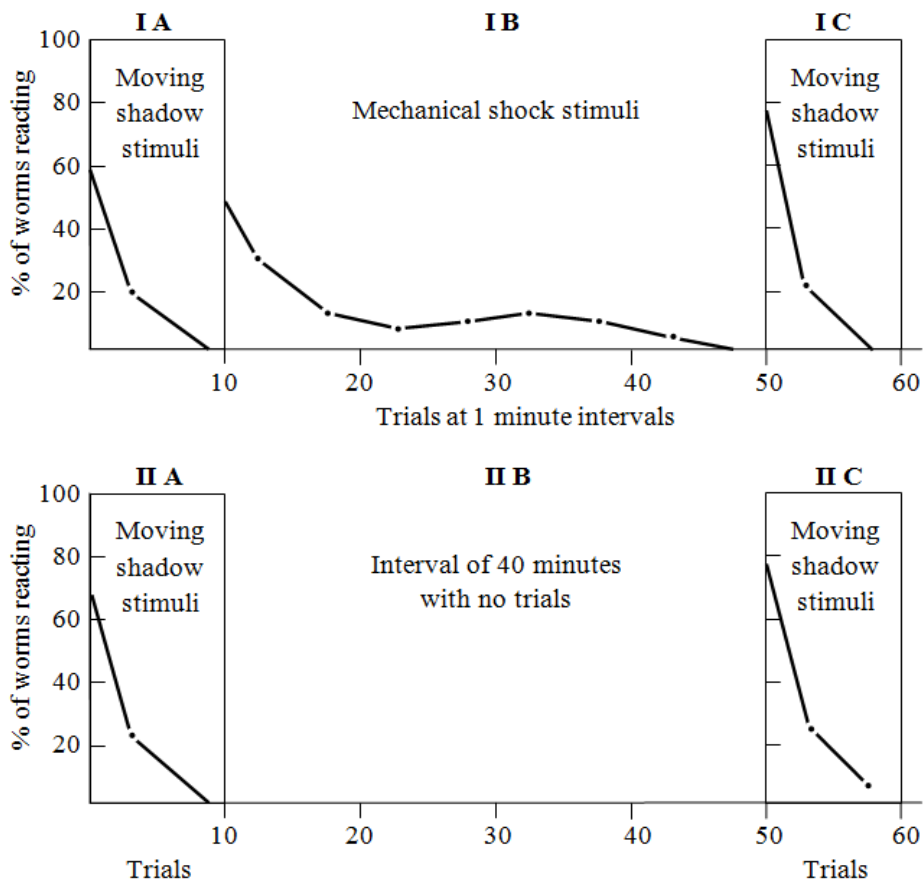 I A
I B
I C
% of worms reacting
100
80
60
40
20
Moving
shadow
stimuli
Mechanical shock stimuli
Moving
shadow
stimuli
10
20
30
40
50
60
Trials at 1 minute intervals
II A
II B
II C
% of worms reacting
100
80
60
40
20
Moving
shadow
stimuli
Interval of 40 minutes
with no trials
Moving
shadow
stimuli
10
20
30
40
50
60
Trials
Trials